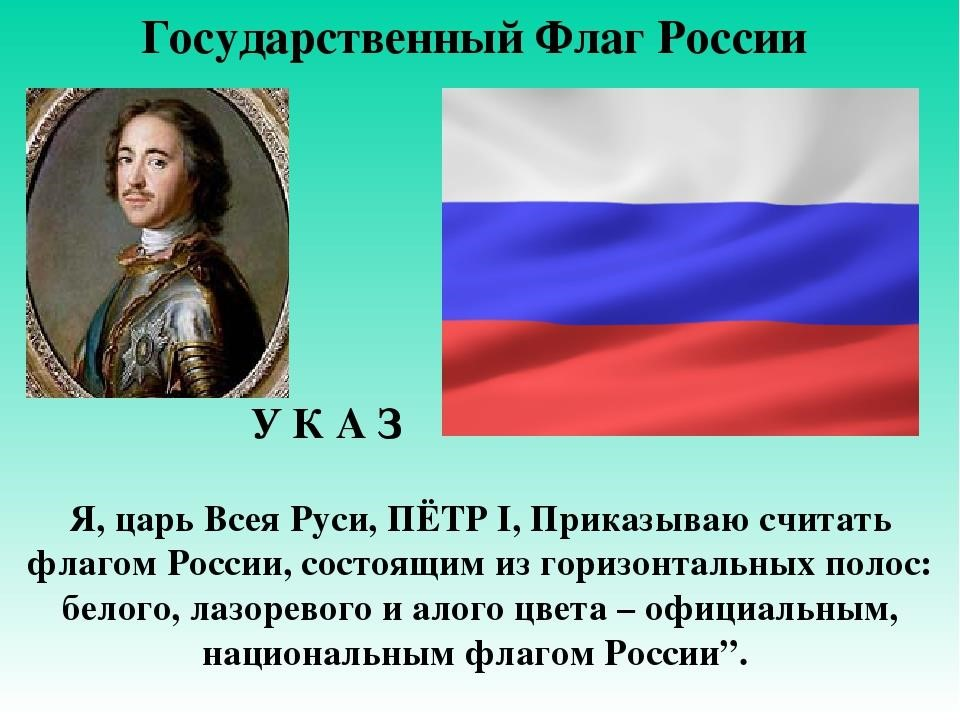 Государственный Флаг России
У К А З
Я, царь Всея Руси, ПЁТР I, Приказываю считать
флагом России, состоящим из горизонтальных полос:
белого, лазоревого и алого цвета – официальным,
национальным флагом России”.